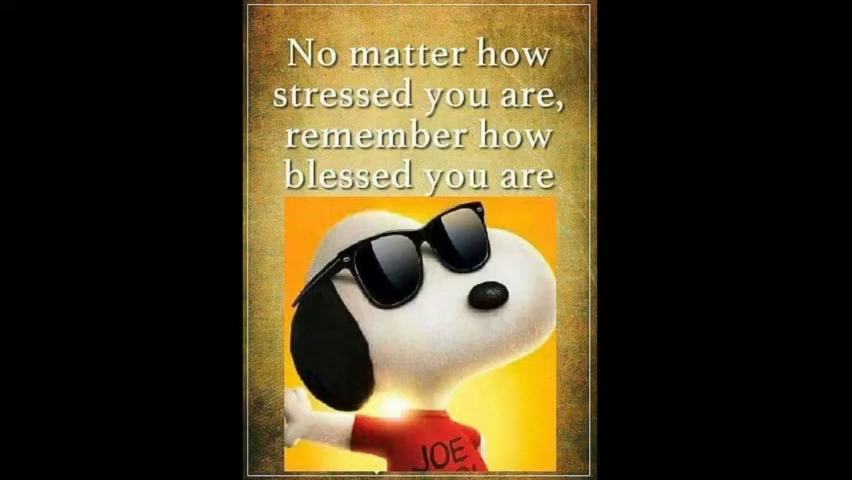 No matter how
stressed you are,
remember how
blessed you are
JOE